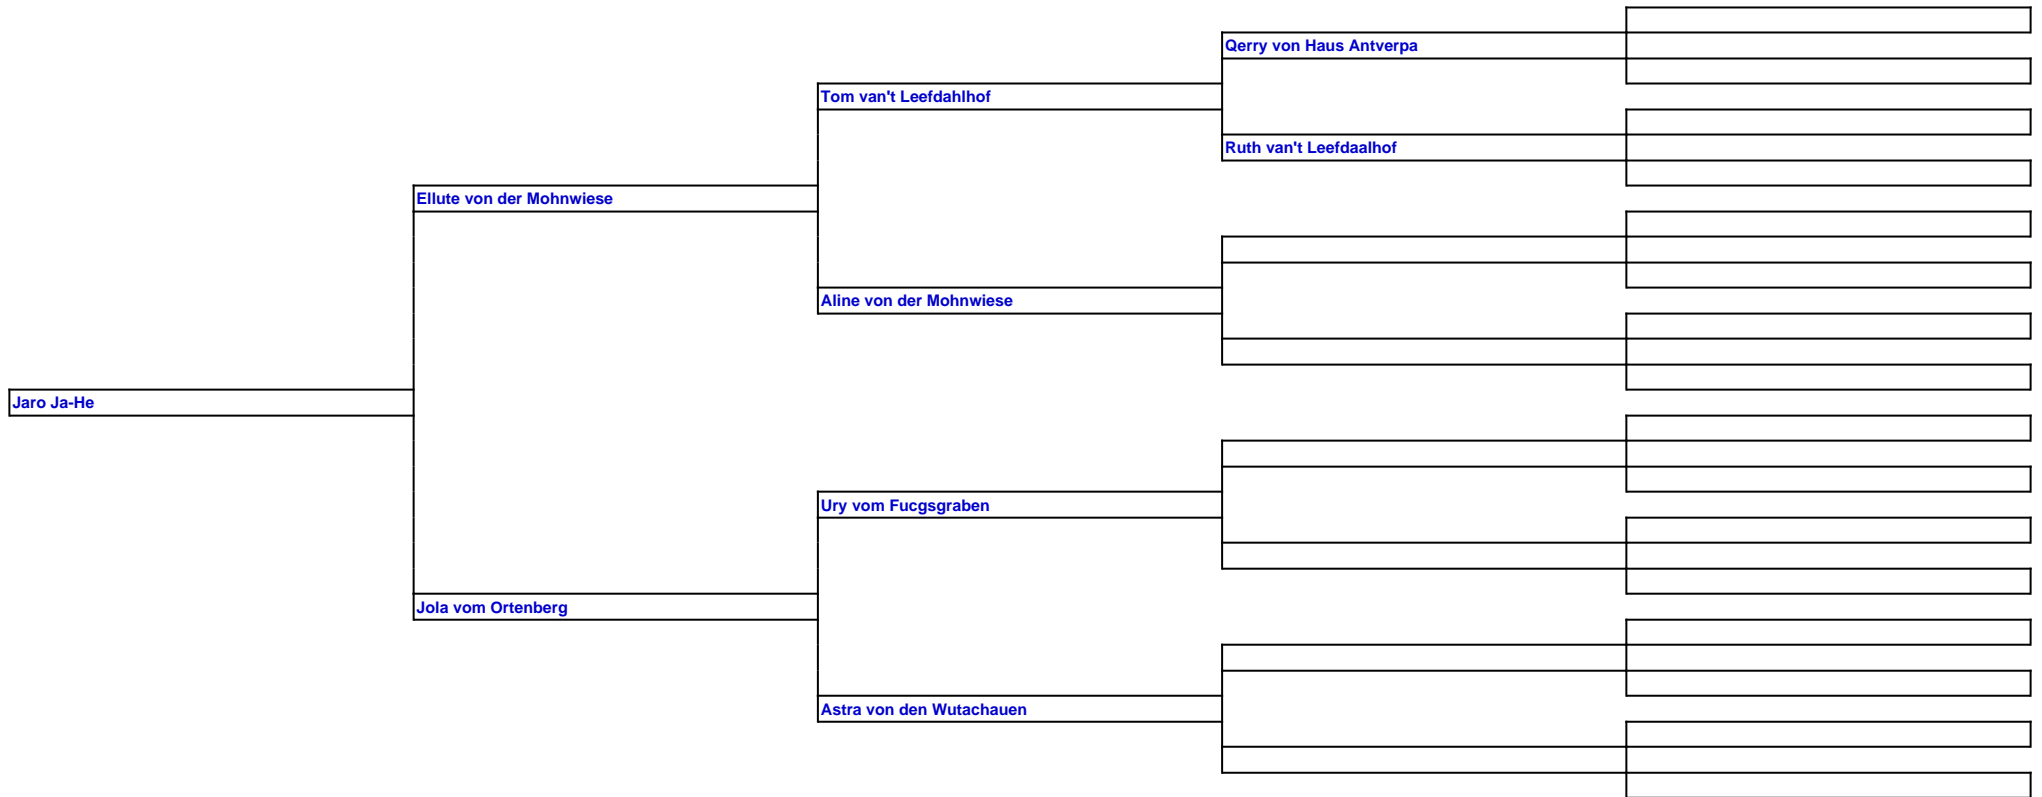 Qerry von Haus Antverpa
Tom van't Leefdahlhof
Ruth van't Leefdaalhof
Ellute von der Mohnwiese
Aline von der Mohnwiese
Jaro Ja-He
Ury vom Fucgsgraben
Jola vom Ortenberg
Astra von den Wutachauen